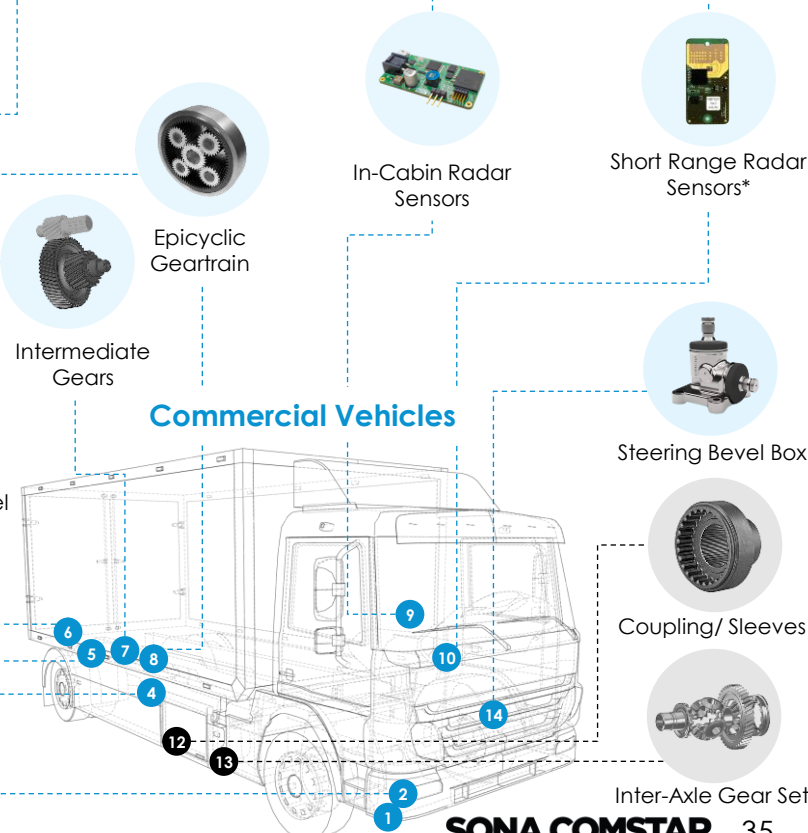 In-Cabin Radar
Sensors
Short Range Radar
Sensors*
Epicyclic
Geartrain
Intermediate
Gears
Commercial Vehicles
Steering Bevel Box
el
Coupling/ Sleeves
9
6
7
5
8
10
4
14
12
13
2
1
Inter-Axle Gear Set
SONA COMSTAR 35